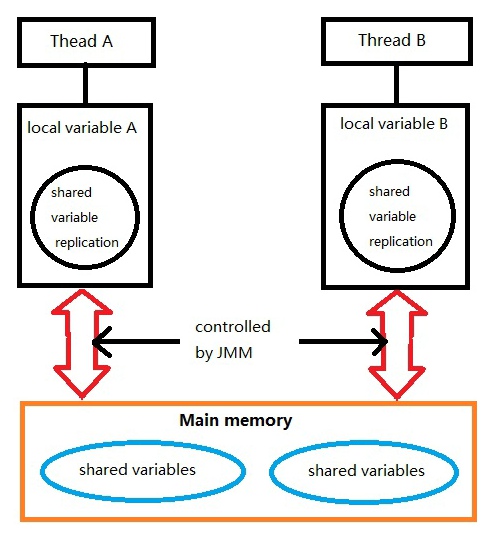 Thead A
Thread B
local variable A
local variable B
shared
variable
replication
shared
variable
replication
controlled
by JMM
Main memory
shared variables
shared variables